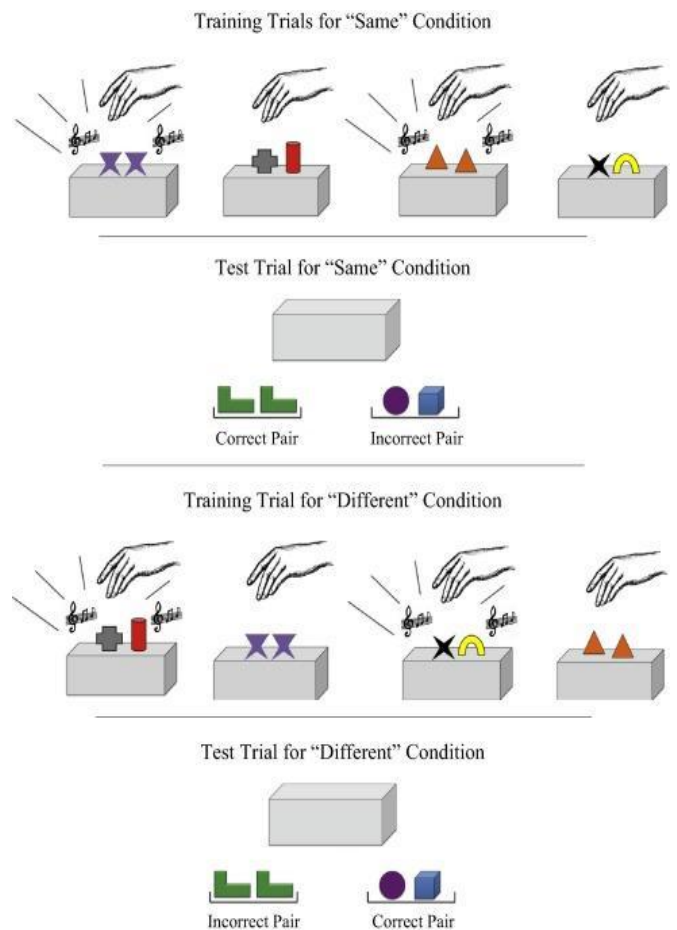 Training Trials for “Same” Condition
Test Trial for “Same” Condition
Correct Pair
Incorrect Pair
Training Trial for “Different” Condition
Test Trial for “Different” Condition
Incorrect Pair
Correct Pair